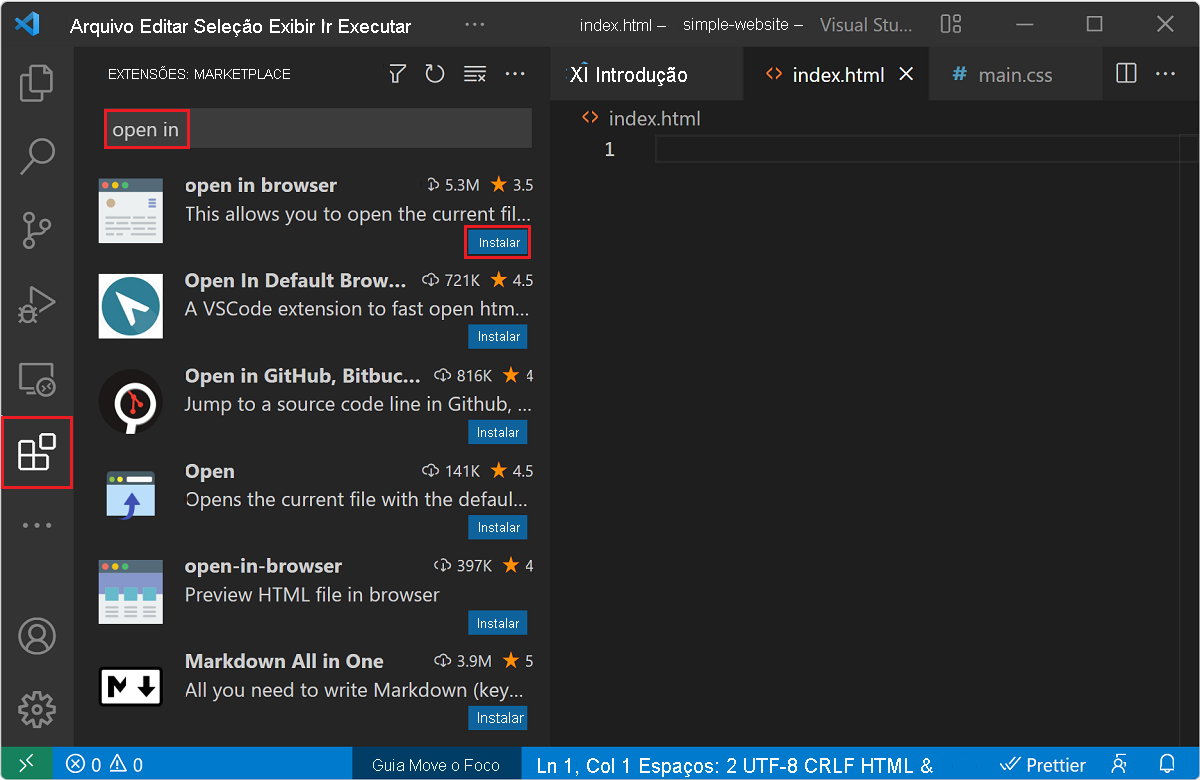 Arquivo Editar Seleção Exibir Ir Executar ··· index.html – simple-website – Visual Stu...
EXTENSÕES: MARKETPLACE
open in
open in browser 5.3M 3.5
This allows you to open the current fil...
Instalar
Open In Default Brow... 721K 4.5
A VSCode extension to fast open htm...
Instalar
Open in GitHub, Bitbuc... 816K 4
Jump to a source code line in Github, ...
Instalar
Open 141K 4.5
Opens the current file with the defaul...
Instalar
open-in-browser 397K 4
Preview HTML file in browser
Instalar
Markdown All in One 3.9M 5
All you need to write Markdown (key...
Instalar
XÍ Introdução <> index.html # main.css
<> index.html
1
0 0 Guia Move o Foco Ln 1, Col 1 Espaços: 2 UTF-8 CRLF HTML & Prettier